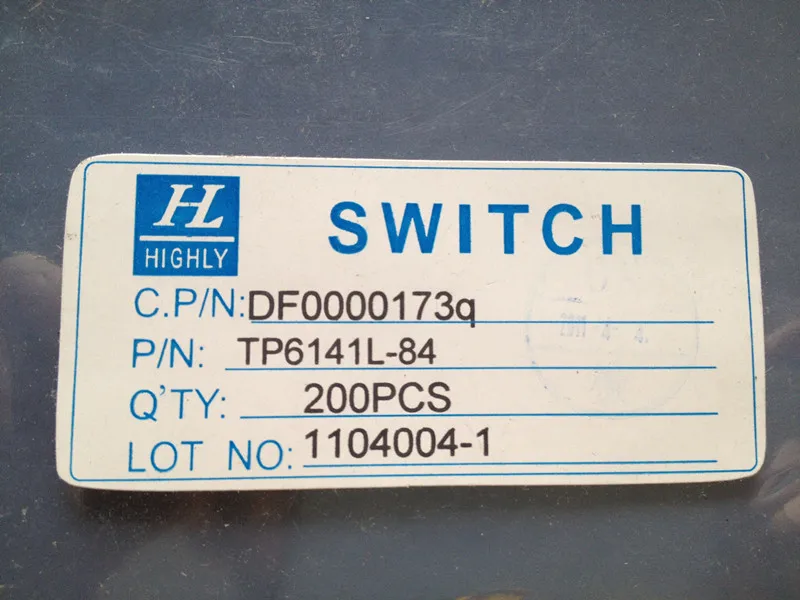 HL
HIGHLY
SWITCH
C.P/N: DF0000173q
P/N: TP6141L-84
Q'TY: 200PCS
LOT NO: 1104004-1